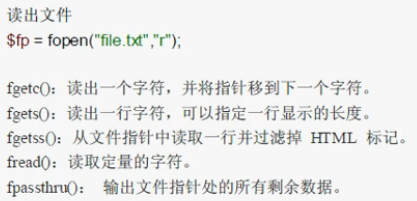 读出文件
$fp = fopen("file.txt","r");
fgetc()：读出一个字符，并将指针移到下一个字符。
fgets()：读出一行字符，可以指定一行显示的长度。
fgetss()：从文件指针中读取一行并过滤掉 HTML 标记。
fread()：读取定量的字符。
fpassthru()： 输出文件指针处的所有剩余数据。